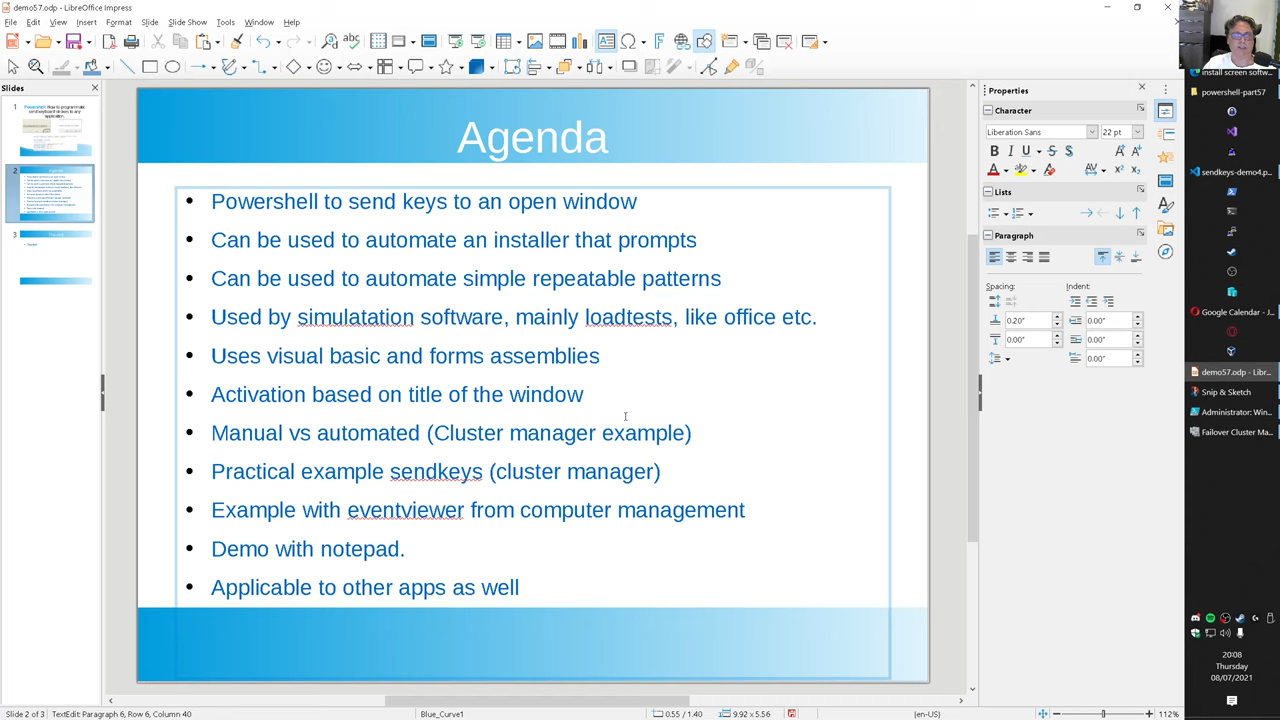 demo57.odp - LibreOffice Impress
File Edit View Insert Format Slide Slide Show Tools Window Help
Slides
1
2
3
Agenda
Powershell to send keys to an open window
Can be used to automate an installer that prompts
Can be used to automate simple repeatable patterns
Used by simulatation software, mainly loadtests, like office etc.
Uses visual basic and forms assemblies
Activation based on title of the window
Manual vs automated (Cluster manager example)
Practical example sendkeys (cluster manager)
Example with eventviewer from computer management
Demo with notepad.
Applicable to other apps as well
Properties
Character
Liberation Sans 22 pt
Lists
Paragraph
Spacing: Indent:
0.20" 0.00"
0.00" 0.00"
0.00"
install screen softw...
powershell-part57
sendkeys-demo4.p...
Google Calendar - J...
demo57.odp - Libr...
Snip & Sketch
Administrator: Win...
Failover Cluster Ma...
20:08
Thursday
08/07/2021
Slide 2 of 3 TextEdit: Paragraph 6, Row 6, Column 40 Blue_Curve1 0.55 / 1.40 9.92 x 5.56 (en-US) 112%